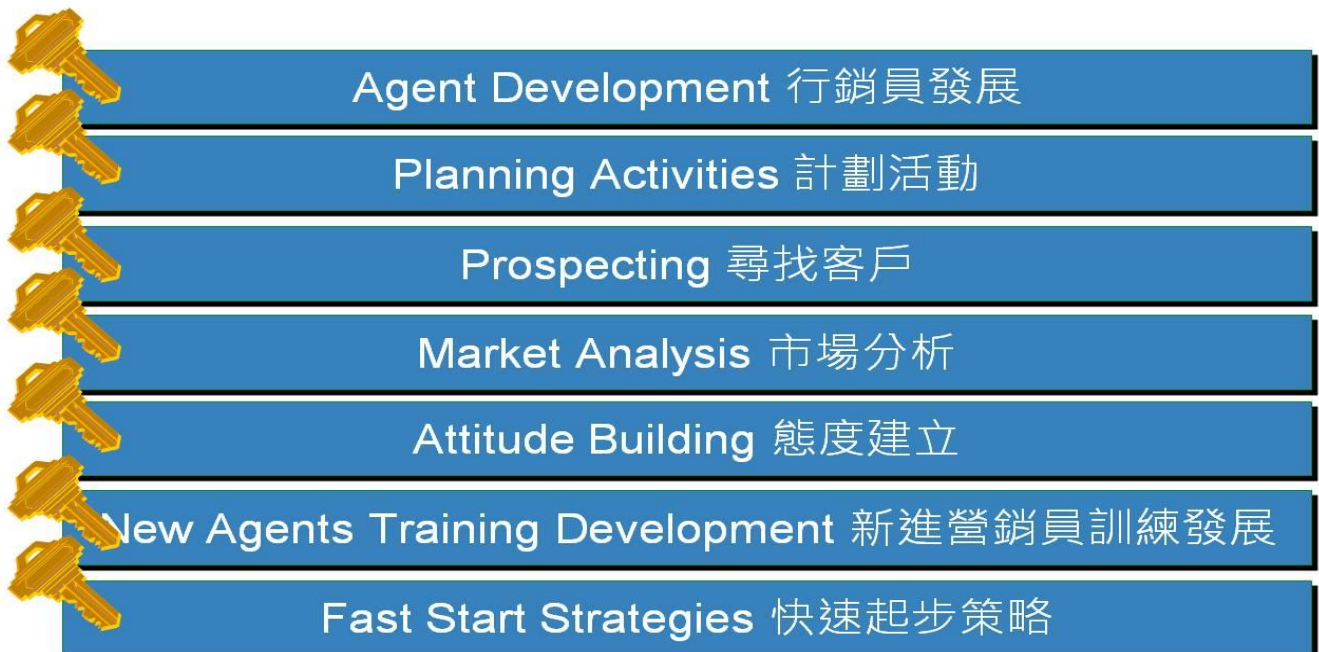 Agent Development 行銷員發展
Planning Activities 計劃活動
Prospecting 尋找客戶
Market Analysis 市場分析
Attitude Building 態度建立
New Agents Training Development 新進營銷員訓練發展
Fast Start Strategies 快速起步策略